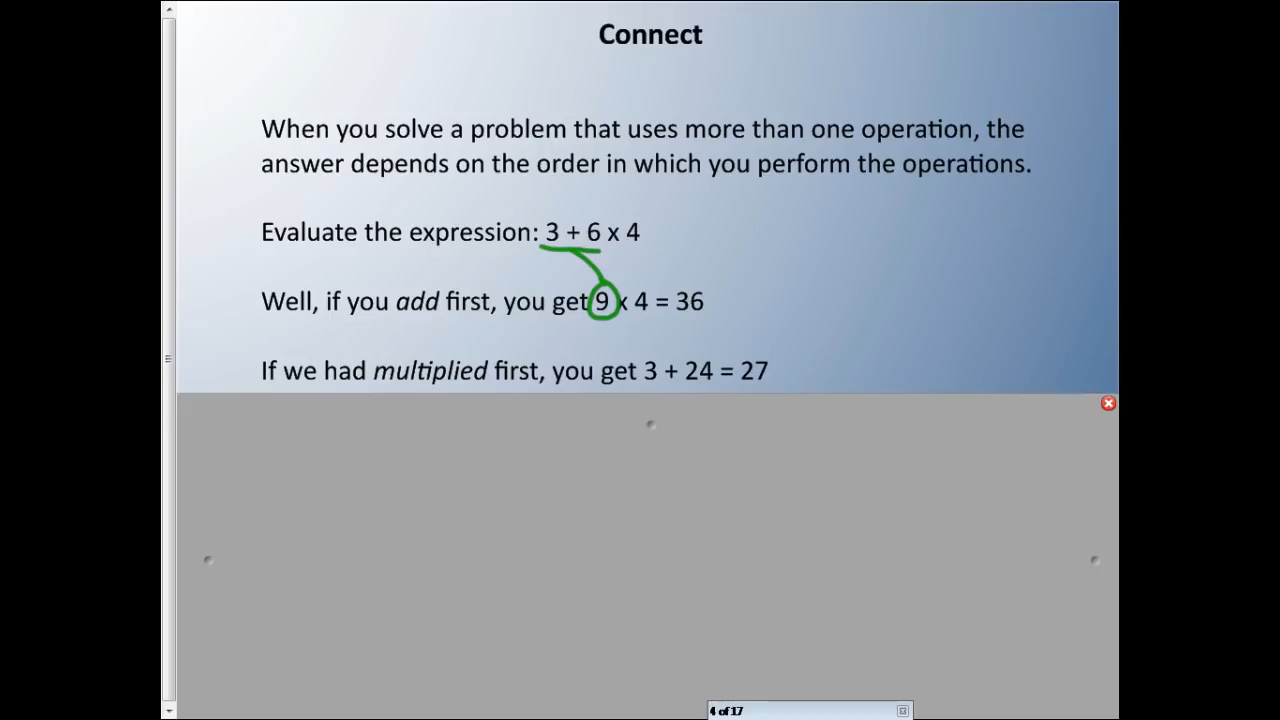 Connect
When you solve a problem that uses more than one operation, the
answer depends on the order in which you perform the operations.
Evaluate the expression: 3 + 6 x 4
Well, if you add first, you get 9 x 4 = 36
If we had multiplied first, you get 3 + 24 = 27
4 of 17